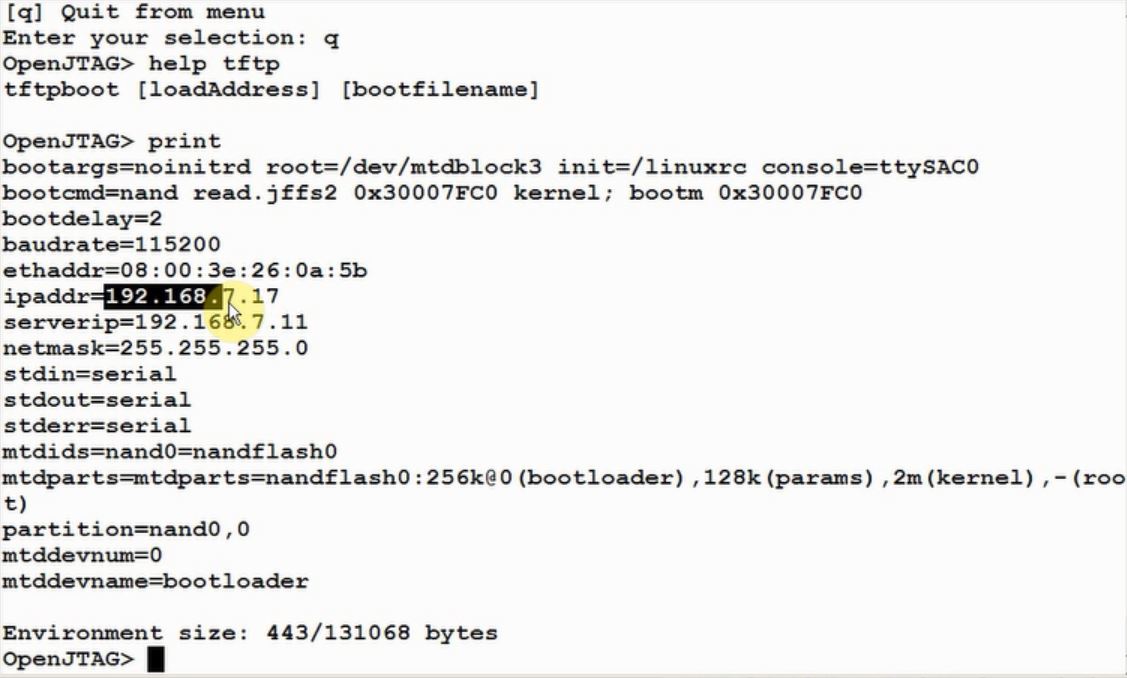 [q] Quit from menu
Enter your selection: q
OpenJTAG> help tftp
tftpboot [loadAddress] [bootfilename]
OpenJTAG> print
bootargs=noinitrd root=/dev/mtdblock3 init=/linuxrc console=ttySAC0
bootcmd=nand read.jffs2 0x30007FC0 kernel; bootm 0x30007FC0
bootdelay=2
baudrate=115200
ethaddr=08:00:3e:26:0a:5b
ipaddr=192.168.7.17
serverip=192.168.7.11
netmask=255.255.255.0
stdin=serial
stdout=serial
stderr=serial
mtdids=nand0=nandflash0
mtdparts=mtdparts=nandflash0:256k@0(bootloader),128k(params),2m(kernel),-(roo
t)
partition=nand0,0
mtddevnum=0
mtddevname=bootloader
Environment size: 443/131068 bytes
OpenJTAG>